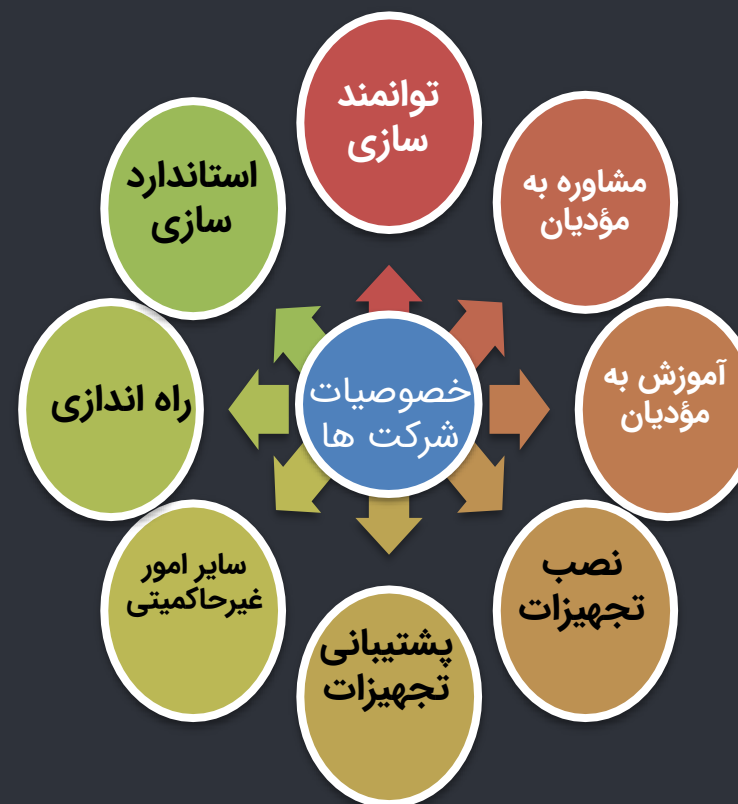 توانمند
سازی
مشاوره به
مؤدیان
آموزش به
مؤدیان
نصب
تجهیزات
پشتیبانی
تجهیزات
سایر امور
غیرحاکمیتی
راه اندازی
استاندارد
سازی
خصوصیات
شرکت ها